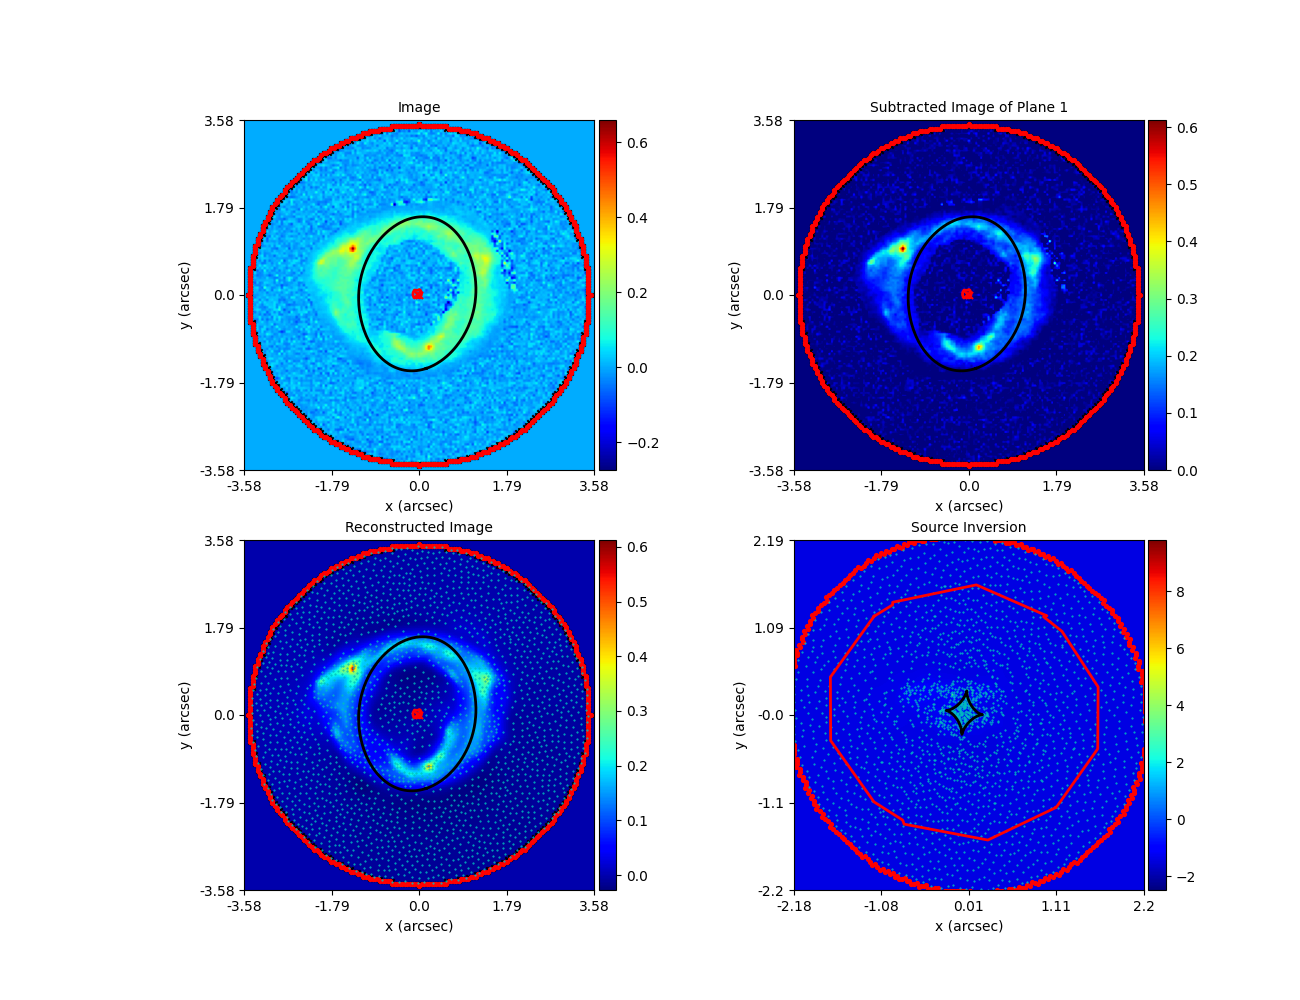 Image
3.58
1.79
0.0
-1.79
-3.58
y (arcsec)
-3.58 -1.79 0.0 1.79 3.58
x (arcsec)
0.6
0.4
0.2
0.0
−0.2
Subtracted Image of Plane 1
3.58
1.79
0.0
-1.79
-3.58
y (arcsec)
-3.58 -1.79 0.0 1.79 3.58
x (arcsec)
0.6
0.5
0.4
0.3
0.2
0.1
0.0
Reconstructed Image
3.58
1.79
0.0
-1.79
-3.58
y (arcsec)
-3.58 -1.79 0.0 1.79 3.58
x (arcsec)
0.6
0.5
0.4
0.3
0.2
0.1
0.0
Source Inversion
2.19
1.09
-0.0
-1.1
-2.2
y (arcsec)
-2.18 -1.08 0.01 1.11 2.2
x (arcsec)
8
6
4
2
0
−2